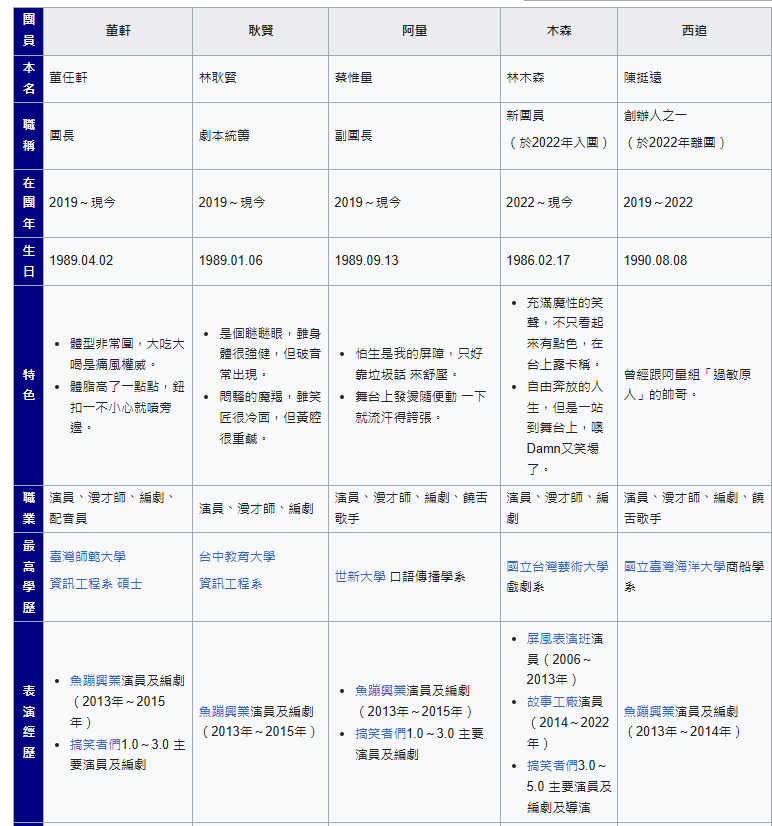 團員 董軒 耿賢 阿量 木森 西追
本名 董任軒 林耿賢 蔡惟量 林木森 陳挺遠
職稱 團長 劇本統籌 副團長 新團員 創辦人之一
（於2022年入團） （於2022年離團）
在團年 2019～現今 2019～現今 2019～現今 2022～現今 2019～2022
生日 1989.04.02 1989.01.06 1989.09.13 1986.02.17 1990.08.08
特色
體型非常圓，大吃大
喝是痛風權威。
體脂高了一點點，鈕
扣一不小心就噴旁
邊。
是個瞇瞇眼，雖身
體很強健，但破音
常出現。
悶騷的魔羯，雖笑
匠很冷面，但黃腔
很重鹹。
怕生是我的屏障，只好
靠垃圾話 來舒壓。
舞台上發燙隨便動 一下
就流汗得誇張。
充滿魔性的笑
聲，不只看起
來有點色，在
台上露卡稱。
自由奔放的人
生，但是一站
到舞台上，噢
Damn又笑場
了。
曾經跟阿量組「過敏原
人」的帥哥。
職業
演員、漫才師、編劇、
配音員
演員、漫才師、編劇
演員、漫才師、編劇、饒舌
歌手
演員、漫才師、編
劇
演員、漫才師、編劇、饒
舌歌手
最高學歷
臺灣師範大學
資訊工程系 碩士
台中教育大學
資訊工程系
世新大學 口語傳播學系
國立台灣藝術大學
戲劇系
國立臺灣海洋大學商船學
系
表演經歷
魚蹦興業演員及編劇
（2013年～2015
年）
搞笑者們1.0～3.0 主
要演員及編劇
魚蹦興業演員及編劇
（2013年～2015年）
魚蹦興業演員及編劇
（2013年～2015年）
搞笑者們1.0～3.0 主要
演員及編劇
屏風表演班演
員（2006～
2013年）
故事工廠演員
（2014～2022
年）
搞笑者們3.0～
5.0 主要演員及
編劇及導演
魚蹦興業演員及編劇
（2013年～2014年）